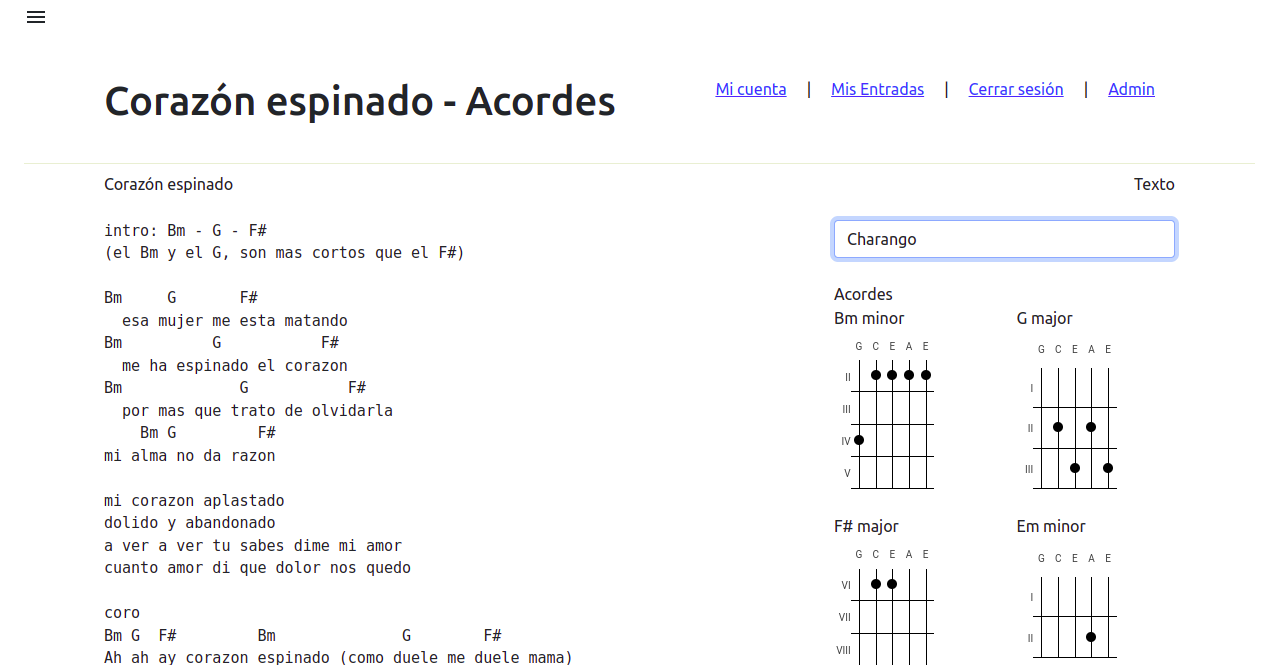 Corazón espinado - Acordes
Mi cuenta | Mis Entradas | Cerrar sesión | Admin
Corazón espinado
Texto
intro: Bm - G - F#
(el Bm y el G, son mas cortos que el F#)
Bm     G       F#
  esa mujer me esta matando
Bm          G           F#
  me ha espinado el corazon
Bm             G           F#
  por mas que trato de olvidarla
    Bm G         F#
mi alma no da razon
mi corazon aplastado
dolido y abandonado
a ver a ver tu sabes dime mi amor
cuanto amor di que dolor nos quedo
coro
Bm G  F#         Bm              G        F#
Ah ah ay corazon espinado (como duele me duele mama)
Charango
Acordes
Bm minor
G C E A E
II
III
IV
V
G major
G C E A E
I
II
III
F# major
G C E A E
VI
VII
VIII
Em minor
G C E A E
I
II